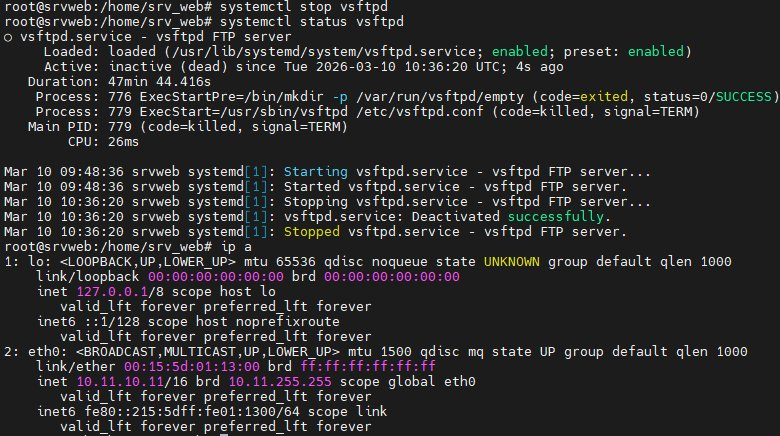 root@srvweb:/home/srv_web# systemctl stop vsftpd
root@srvweb:/home/srv_web# systemctl status vsftpd
○ vsftpd.service - vsftpd FTP server
     Loaded: loaded (/usr/lib/systemd/system/vsftpd.service; enabled; preset: enabled)
     Active: inactive (dead) since Tue 2026-03-10 10:36:20 UTC; 4s ago
   Duration: 47min 44.416s
    Process: 776 ExecStartPre=/bin/mkdir -p /var/run/vsftpd/empty (code=exited, status=0/SUCCESS)
    Process: 779 ExecStart=/usr/sbin/vsftpd /etc/vsftpd.conf (code=killed, signal=TERM)
   Main PID: 779 (code=killed, signal=TERM)
        CPU: 26ms

Mar 10 09:48:36 srvweb systemd[1]: Starting vsftpd.service - vsftpd FTP server...
Mar 10 09:48:36 srvweb systemd[1]: Started vsftpd.service - vsftpd FTP server.
Mar 10 10:36:20 srvweb systemd[1]: Stopping vsftpd.service - vsftpd FTP server...
Mar 10 10:36:20 srvweb systemd[1]: vsftpd.service: Deactivated successfully.
Mar 10 10:36:20 srvweb systemd[1]: Stopped vsftpd.service - vsftpd FTP server.
root@srvweb:/home/srv_web# ip a
1: lo: <LOOPBACK,UP,LOWER_UP> mtu 65536 qdisc noqueue state UNKNOWN group default qlen 1000
    link/loopback 00:00:00:00:00:00 brd 00:00:00:00:00:00
    inet 127.0.0.1/8 scope host lo
       valid_lft forever preferred_lft forever
    inet6 ::1/128 scope host noprefixroute
       valid_lft forever preferred_lft forever
2: eth0: <BROADCAST,MULTICAST,UP,LOWER_UP> mtu 1500 qdisc mq state UP group default qlen 1000
    link/ether 00:15:5d:01:13:00 brd ff:ff:ff:ff:ff:ff
    inet 10.11.10.11/16 brd 10.11.255.255 scope global eth0
       valid_lft forever preferred_lft forever
    inet6 fe80::215:5dff:fe01:1300/64 scope link
       valid_lft forever preferred_lft forever